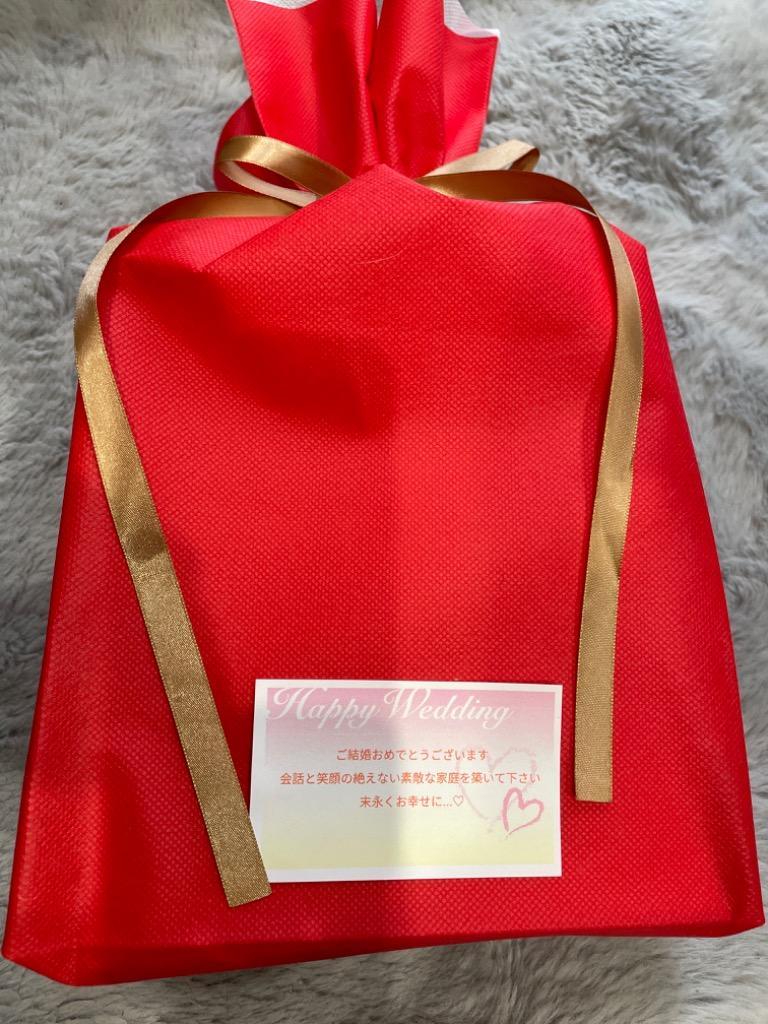 Happy Wedding
ご結婚おめでとうございます
会話と笑顔の絶えない素敵な家庭を築いて下さい
末永くお幸せに...♡